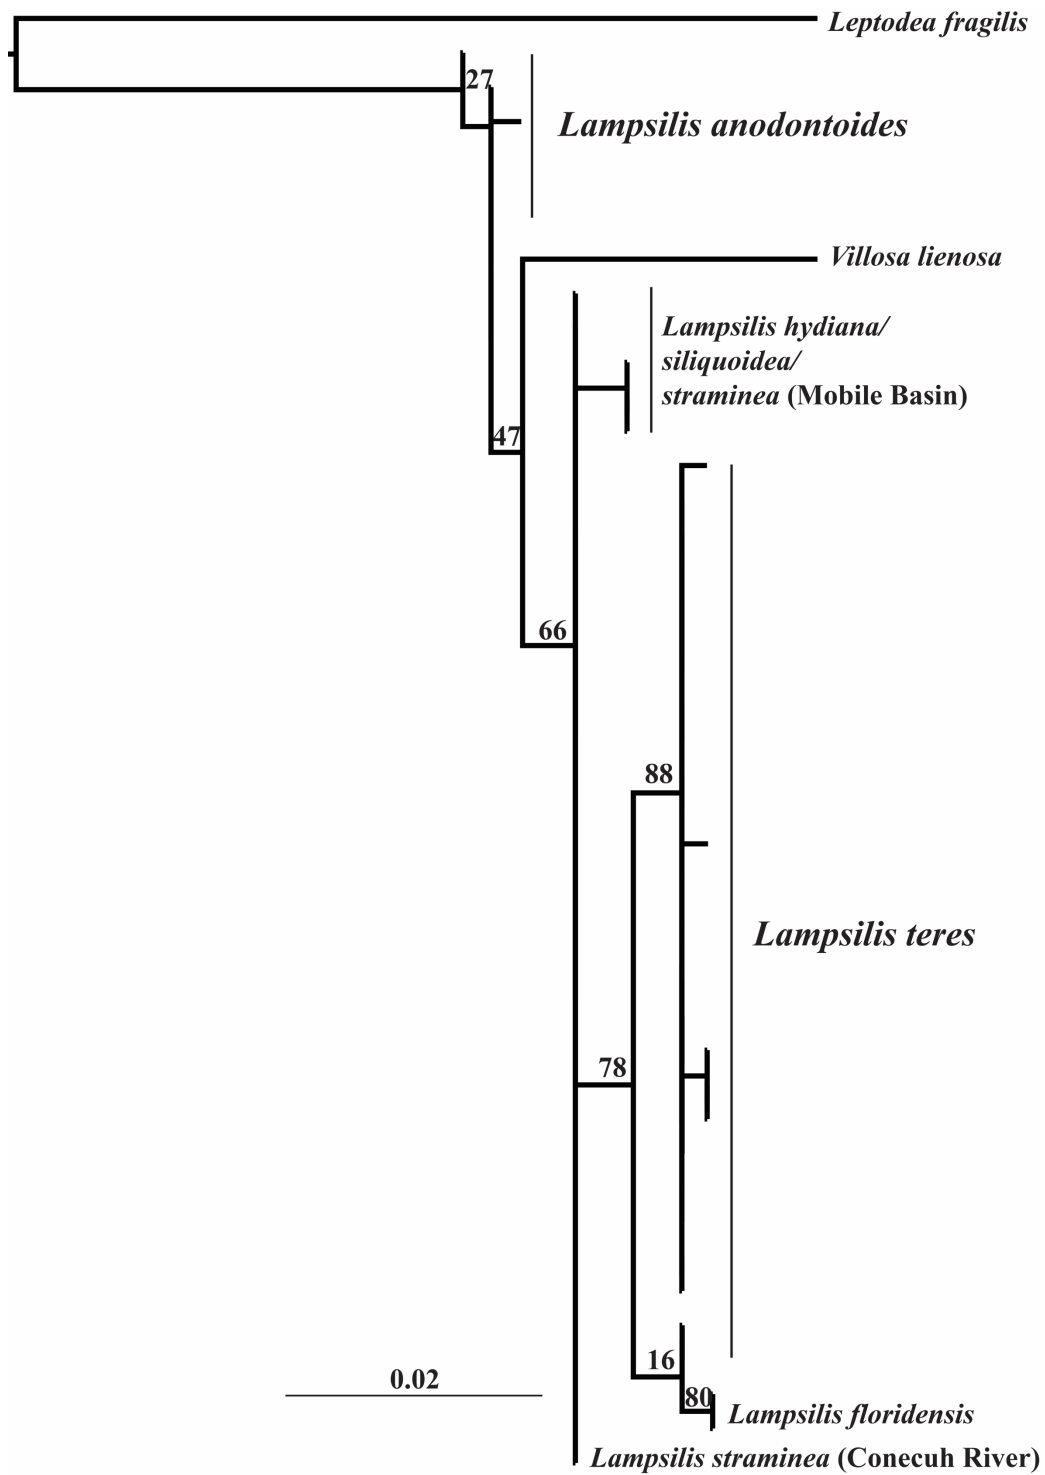 Leptodea fragilis
27
Lampsilis anodontoides
Villosa lienosa
Lampsilis hydiana/
siliquoidea/
straminea (Mobile Basin)
47
66
88
Lampsilis teres
78
16
0.02
80
Lampsilis floridensis
Lampsilis straminea (Conecuh River)